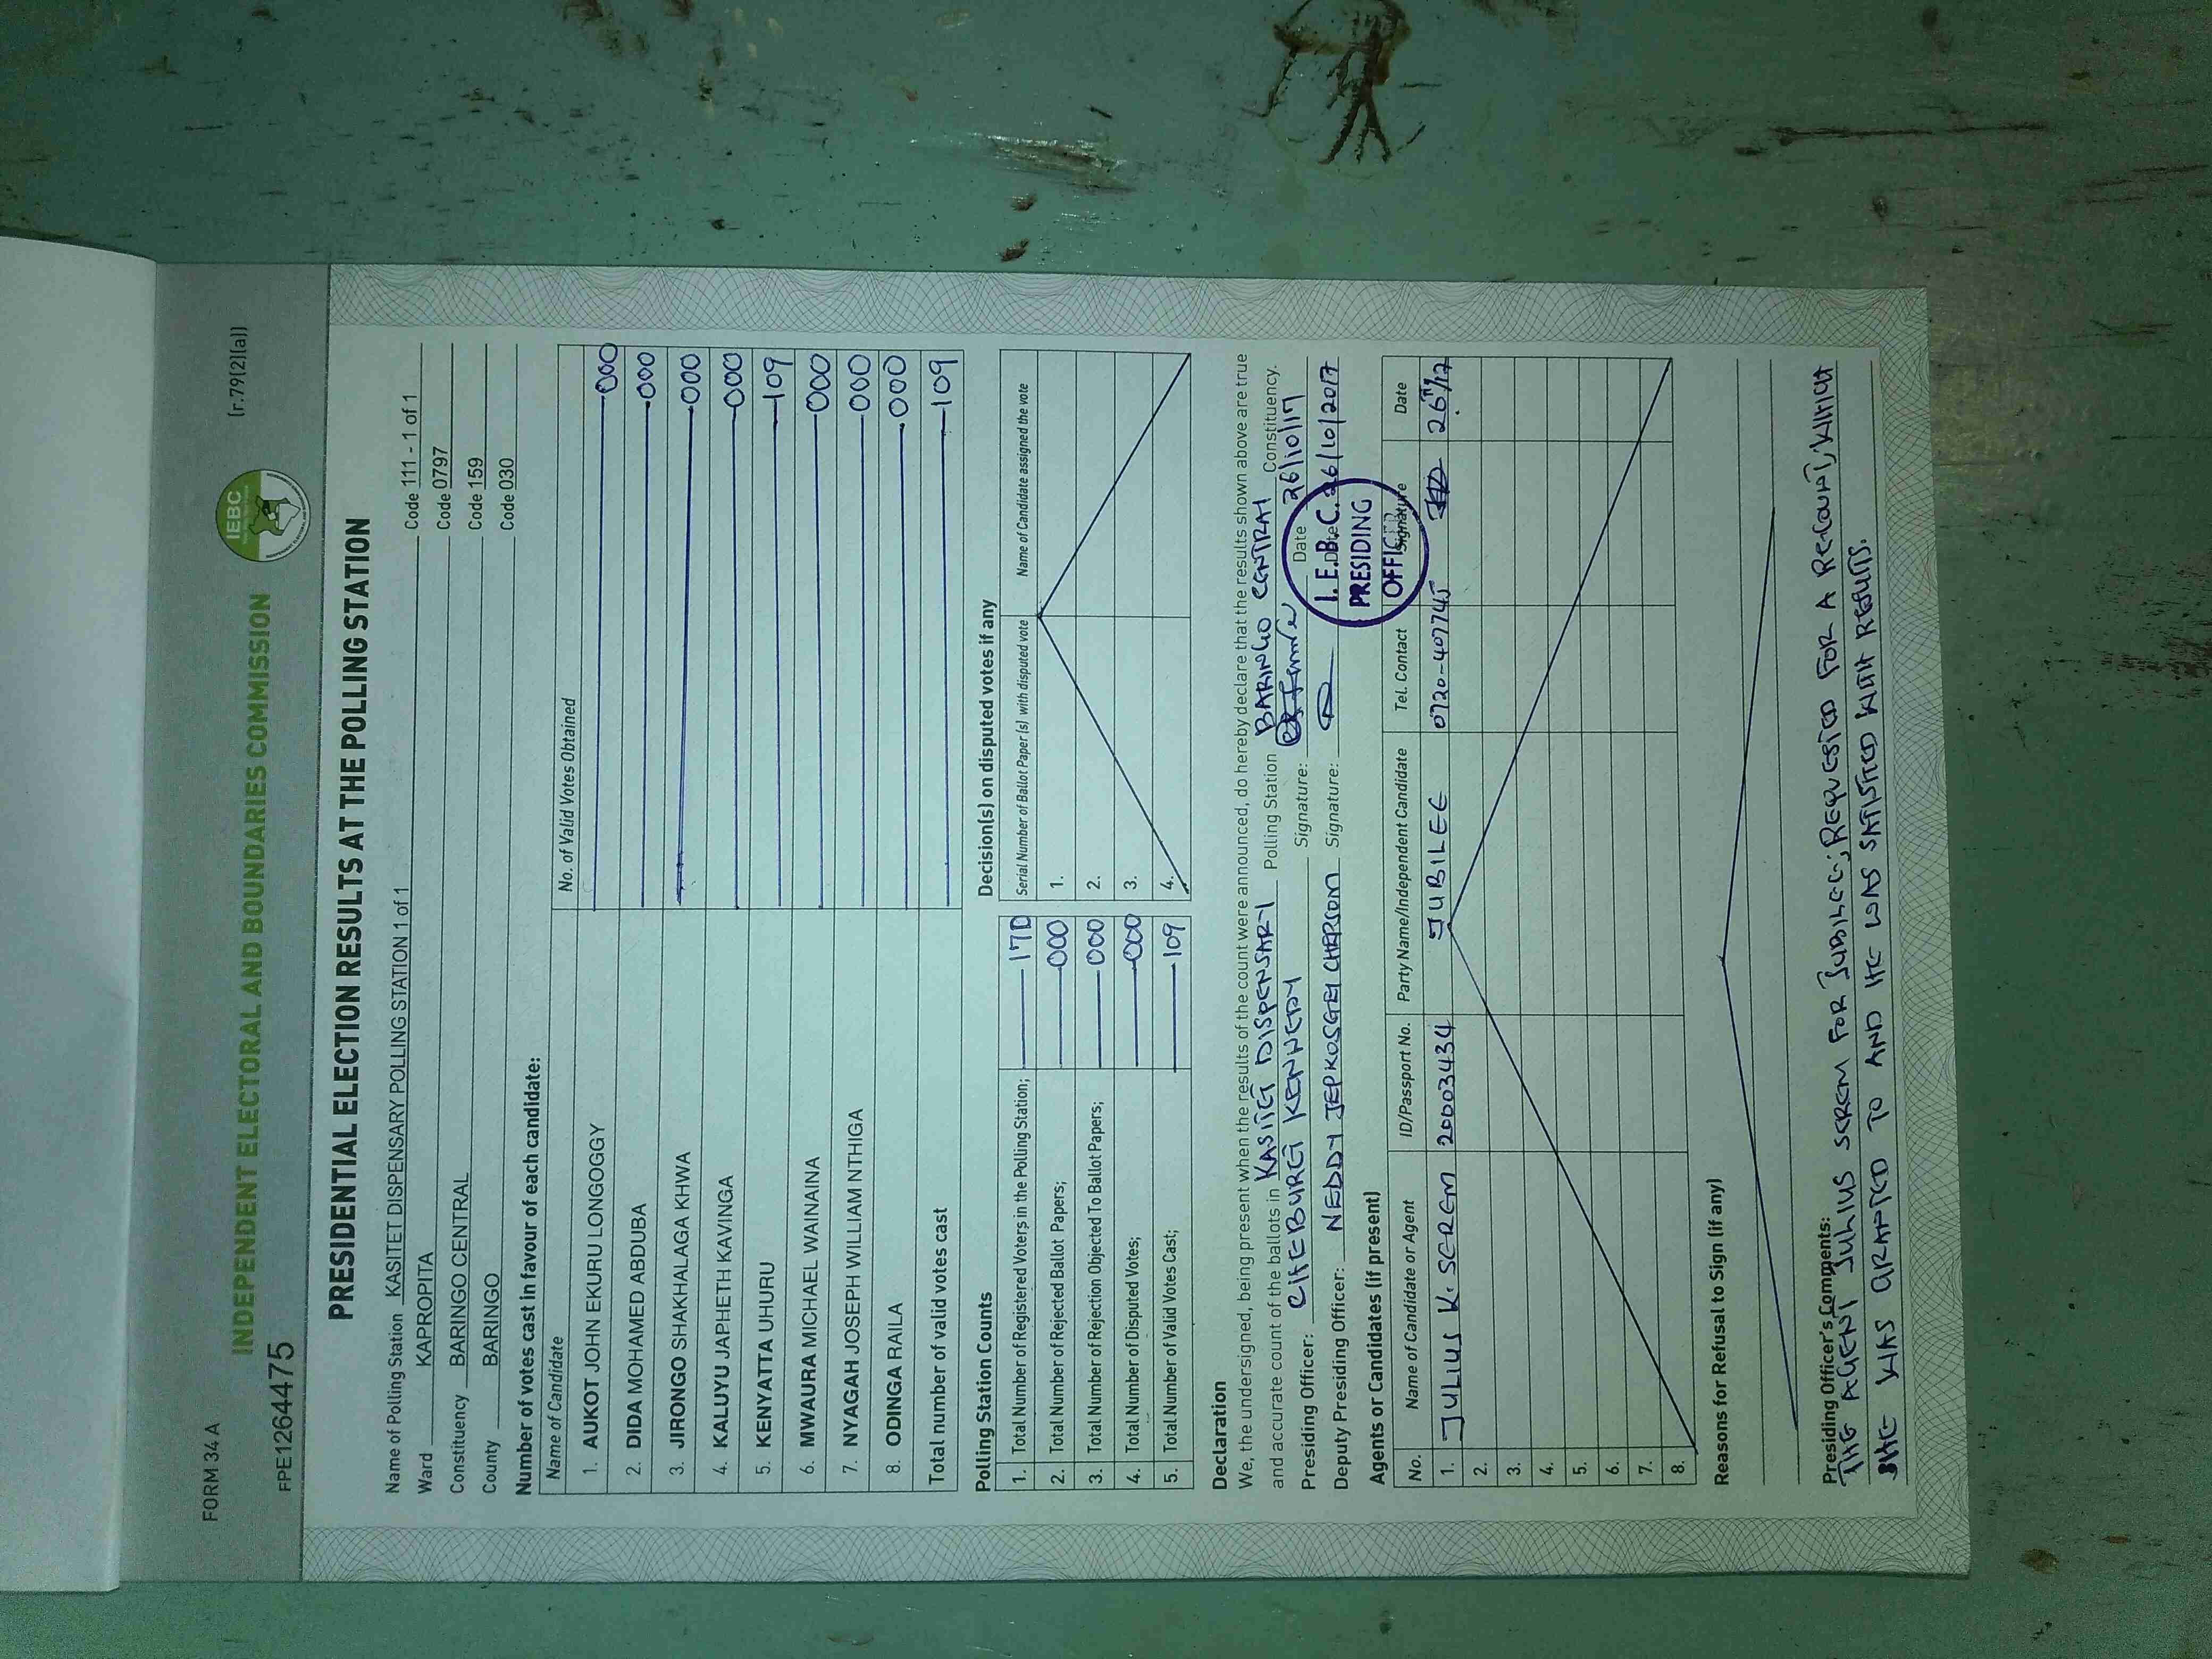 FORM 34 A
(r.79(2)(a))
IEBC
INDEPENDENT ELECTORAL AND BOUNDARIES COMMISSION
FPE1264475
PRESIDENTIAL ELECTION RESULTS AT THE POLLING STATION
Name of Polling Station KASITET DISPENSARY POLLING STATION 1 of 1 Code 111 - 1 of 1
Ward KAPROPITA Code 0797
Constituency BARINGO CENTRAL Code 159
County BARINGO Code 030
Number of votes cast in favour of each candidate:
Name of Candidate No. of Valid Votes Obtained
1. AUKOT JOHN EKURU LONGOGGY 000
2. DIDA MOHAMED ABDUBA 000
3. JIRONGO SHAKHALAGA KHWA 000
4. KALUYU JAPHETH KAVINGA 000
5. KENYATTA UHURU 109
6. MWAURA MICHAEL WAINAINA 000
7. NYAGAH JOSEPH WILLIAM NTHIGA 000
8. ODINGA RAILA 000
Total number of valid votes cast 109
Polling Station Counts
1. Total Number of Registered Voters in the Polling Station; 170
2. Total Number of Rejected Ballot Papers; 000
3. Total Number of Rejection Objected To Ballot Papers; 000
4. Total Number of Disputed Votes; 000
5. Total Number of Valid Votes Cast; 109
Decision(s) on disputed votes if any
Serial Number of Ballot Paper (s) with disputed vote Name of Candidate assigned the vote
1.
2.
3.
4.
Declaration
We, the undersigned, being present when the results of the count were announced, do hereby declare that the results shown above are true
and accurate count of the ballots in KASITET DISPENSARY Polling Station BARINGO CENTRAL Constituency.
Presiding Officer: CHEBURET KENNEDY Signature: Date 26/10/17
Deputy Presiding Officer: NEDDY JEPKOSGEI CHEPSOM Signature: 26/10/2017
I.E.B.C.
PRESIDING
OFFICER
Agents or Candidates (if present)
No. Name of Candidate or Agent ID/Passport No. Party Name/Independent Candidate Tel. Contact Signature Date
1. JULIUS K. SEREM 20003434 JUBILEE 0720-407745
2.
3.
4.
5.
6.
7.
8.
Reasons for Refusal to Sign (if any)
Presiding Officer's Comments:
THE AGENT JULIUS SEREM FOR JUBILEE; REQUESTED FOR A RECOUNT, WHICH
SHE WAS GRANTED TO AND HE WAS SATISFIED WITH RESULTS.